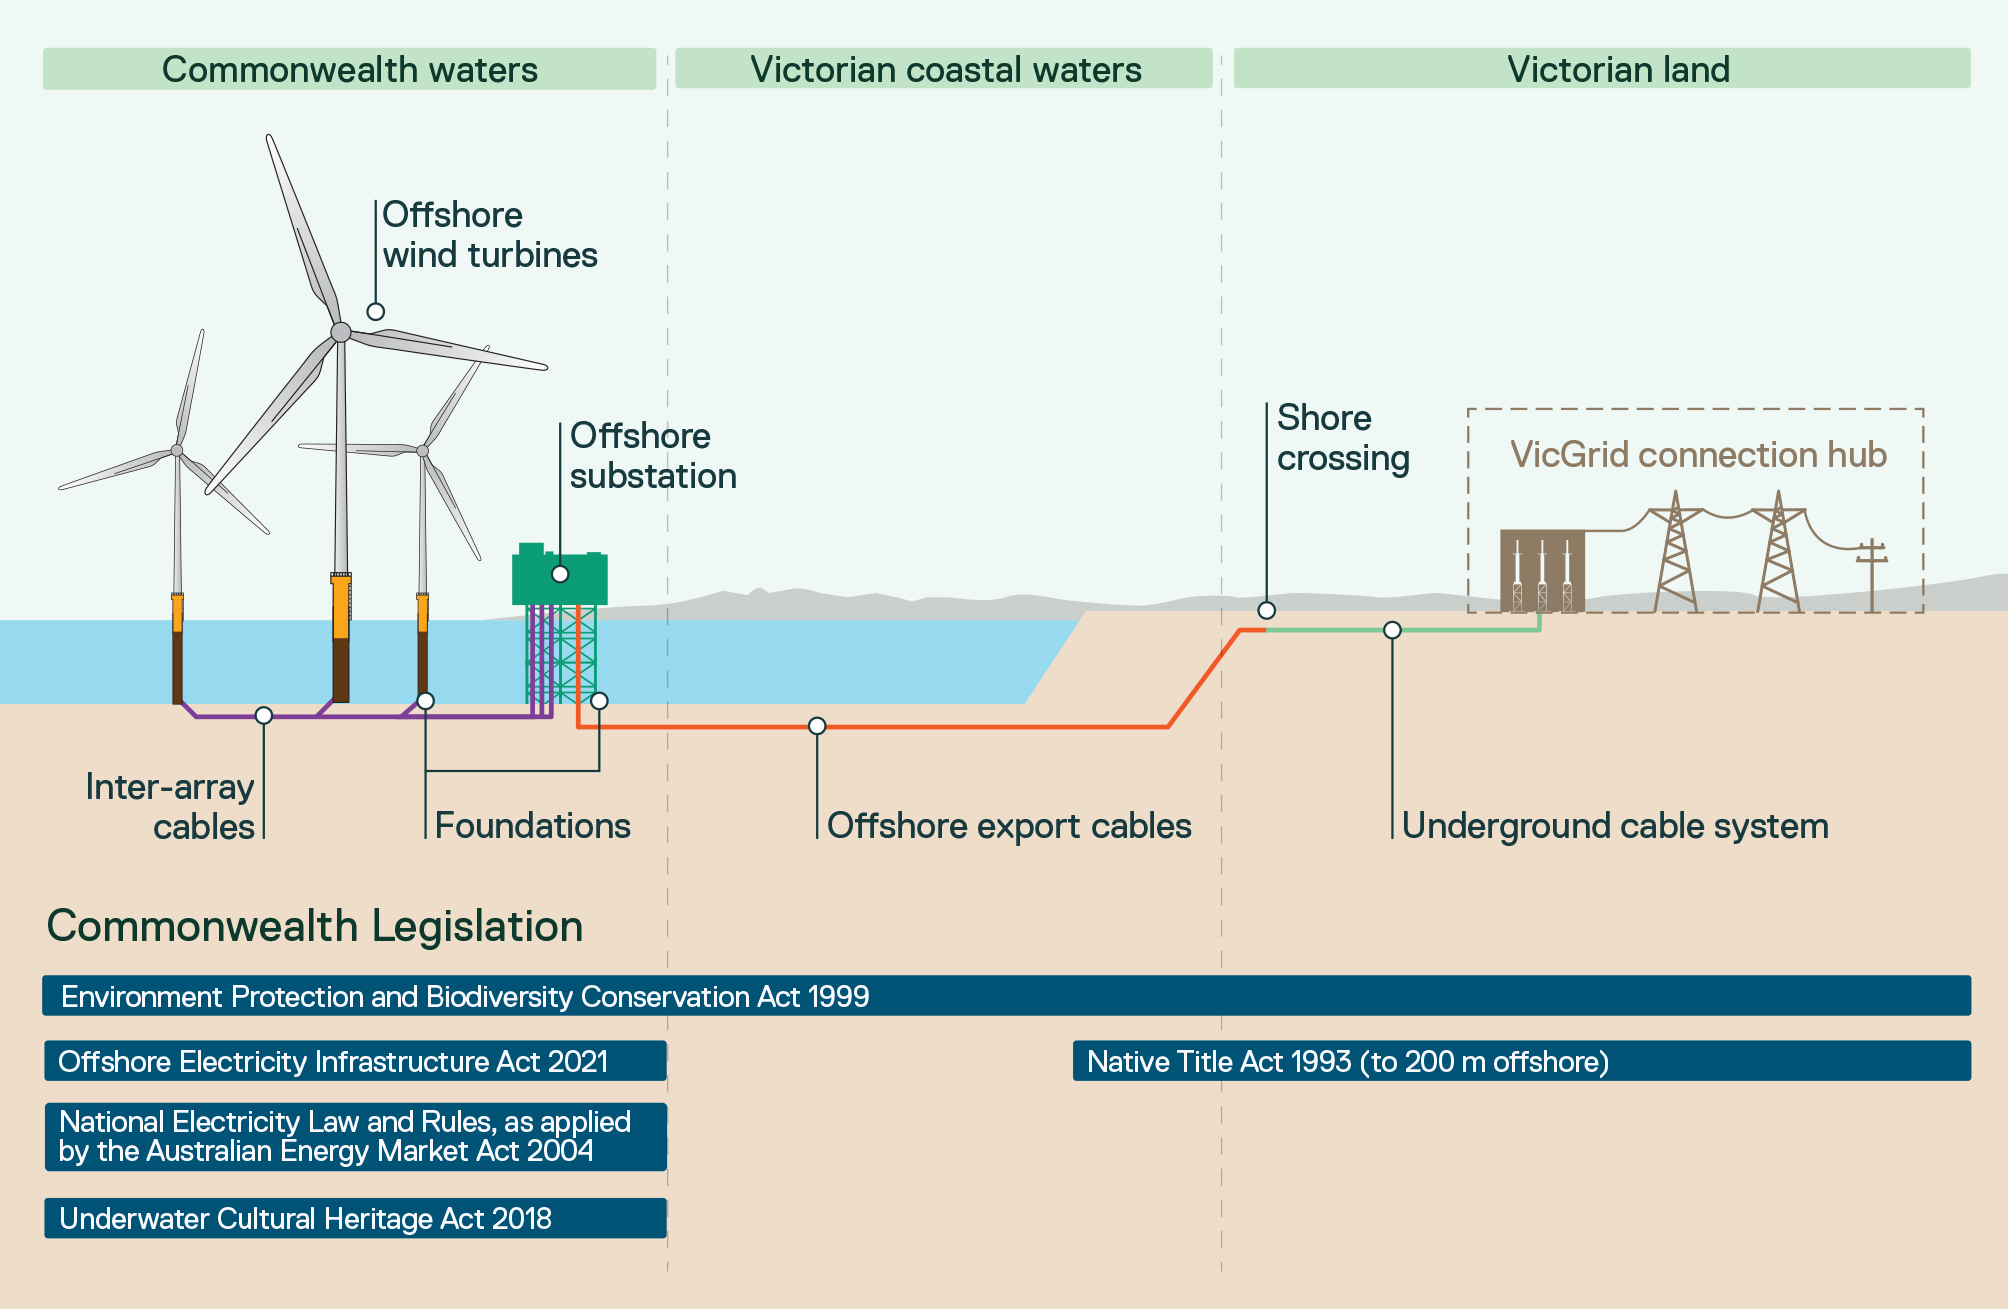 Commonwealth waters
Victorian coastal waters
Victorian land
Offshore
wind turbines
Offshore
substation
Shore
crossing
VicGrid connection hub
Inter-array
cables
Foundations
Offshore export cables
Underground cable system
Commonwealth Legislation
Environment Protection and Biodiversity Conservation Act 1999
Offshore Electricity Infrastructure Act 2021
Native Title Act 1993 (to 200 m offshore)
National Electricity Law and Rules, as applied
by the Australian Energy Market Act 2004
Underwater Cultural Heritage Act 2018